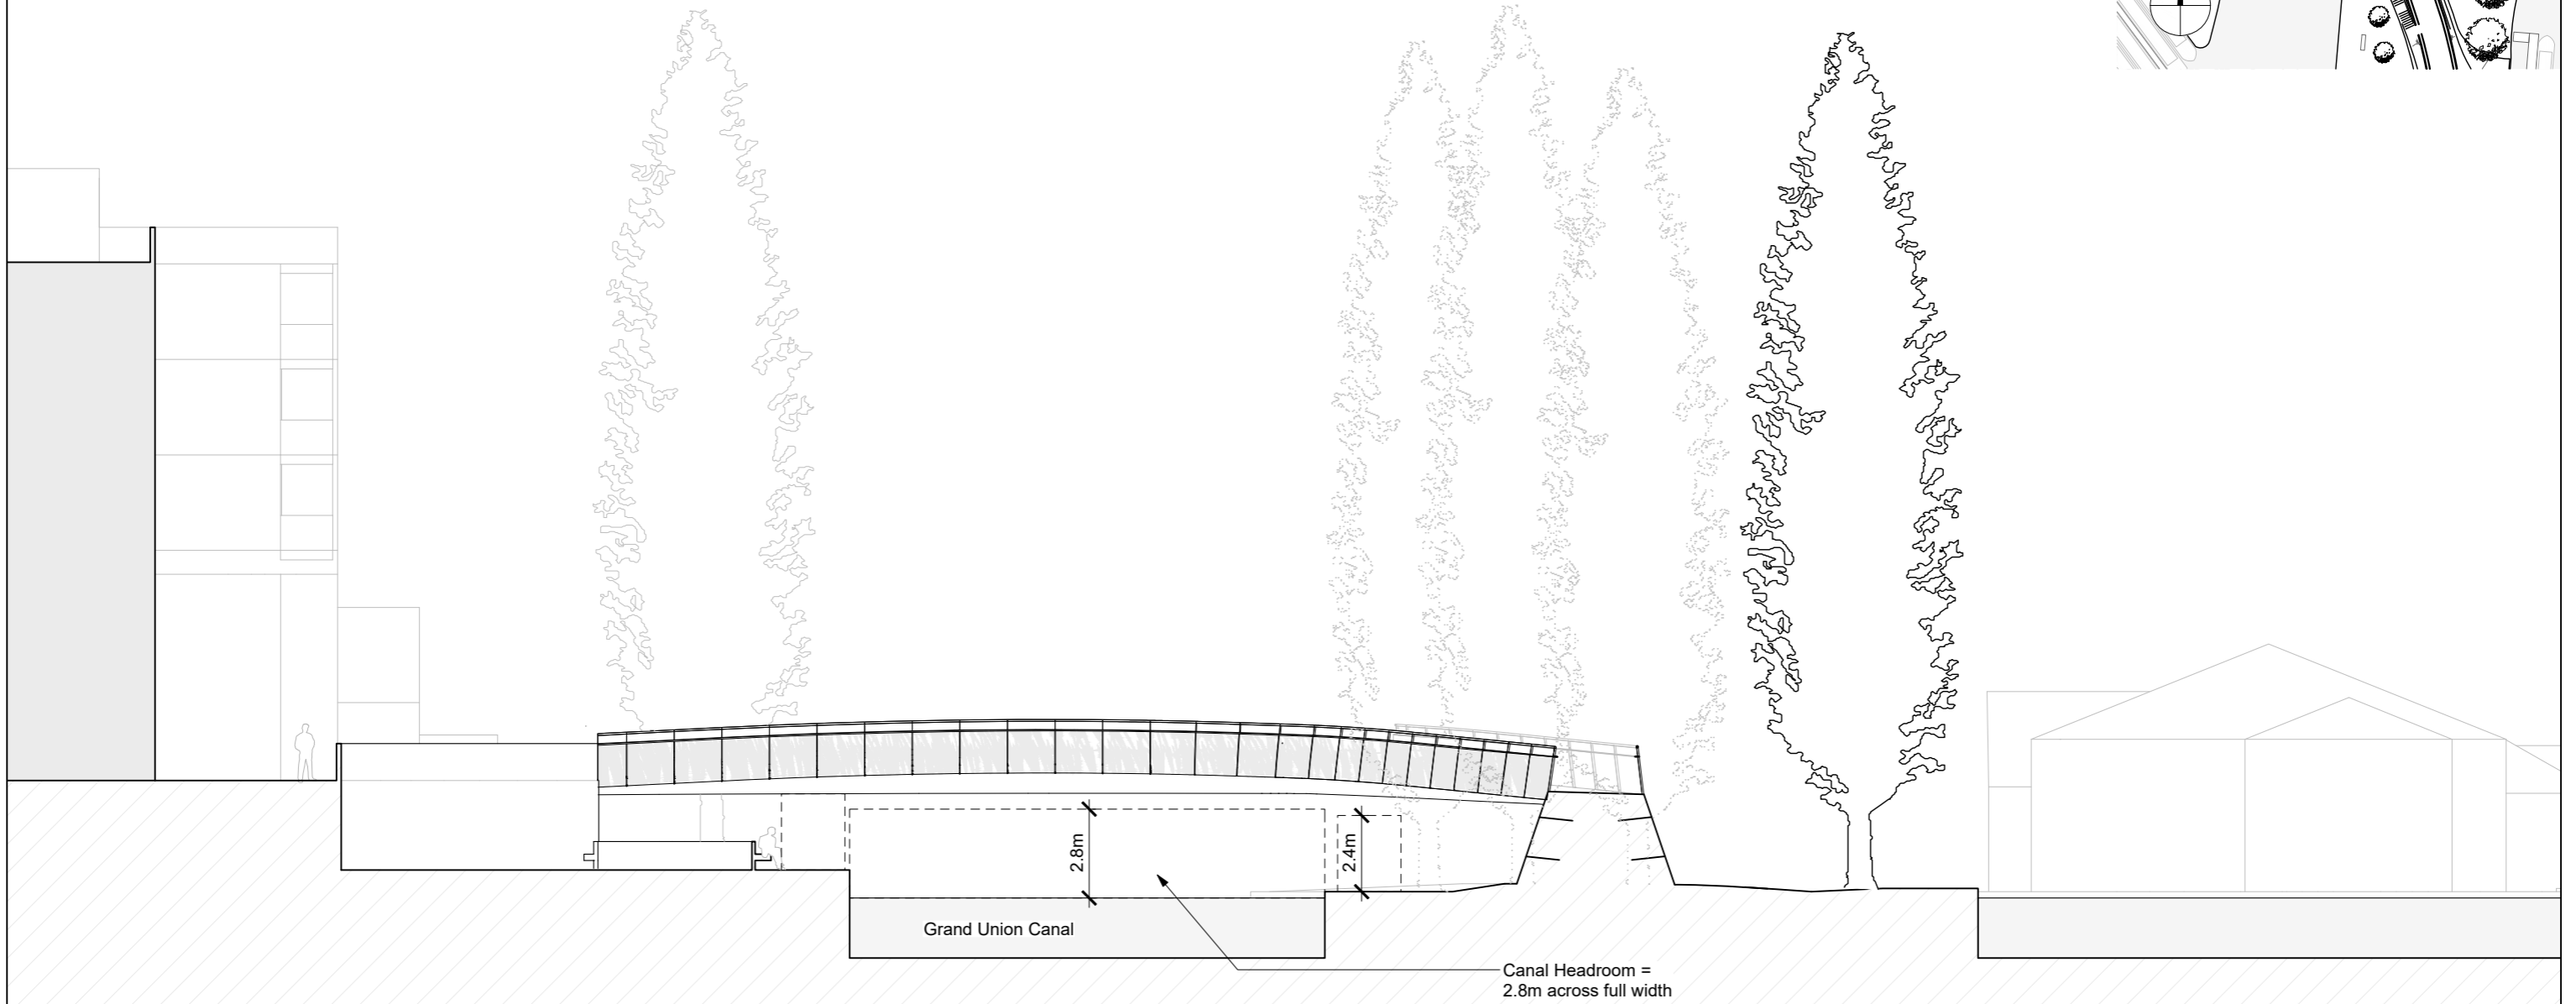 2.8m
2.4m
Grand Union Canal
Canal Headroom =
2.8m across full width